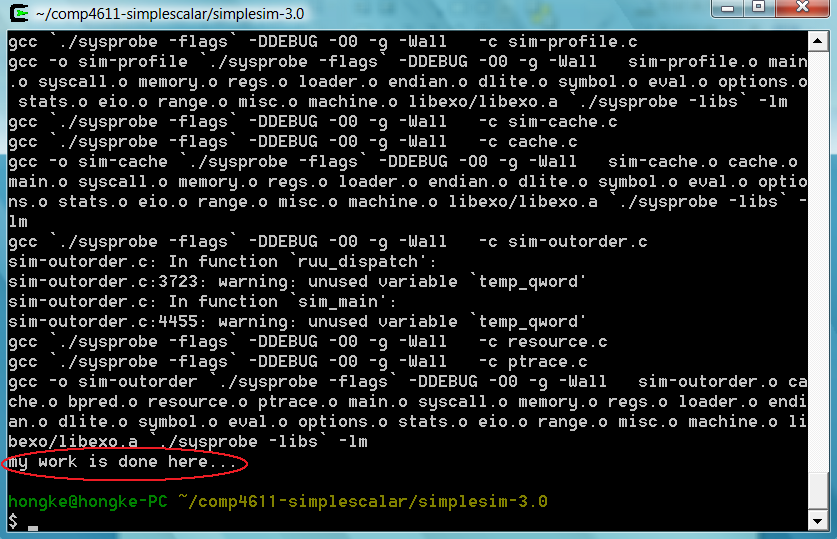 ~/comp4611-simplescalar/simplesim-3.0
gcc `./sysprobe -flags` -DDEBUG -O0 -g -Wall   -c sim-profile.c
gcc -o sim-profile `./sysprobe -flags` -DDEBUG -O0 -g -Wall   sim-profile.o main
.o syscall.o memory.o regs.o loader.o endian.o dlite.o symbol.o eval.o options.o
 stats.o eio.o range.o misc.o machine.o libexo/libexo.a `./sysprobe -libs` -lm
gcc `./sysprobe -flags` -DDEBUG -O0 -g -Wall   -c sim-cache.c
gcc `./sysprobe -flags` -DDEBUG -O0 -g -Wall   -c cache.c
gcc -o sim-cache `./sysprobe -flags` -DDEBUG -O0 -g -Wall   sim-cache.o cache.o
main.o syscall.o memory.o regs.o loader.o endian.o dlite.o symbol.o eval.o optio
ns.o stats.o eio.o range.o misc.o machine.o libexo/libexo.a `./sysprobe -libs` -
lm
gcc `./sysprobe -flags` -DDEBUG -O0 -g -Wall   -c sim-outorder.c
sim-outorder.c: In function `ruu_dispatch':
sim-outorder.c:3723: warning: unused variable `temp_qword'
sim-outorder.c: In function `sim_main':
sim-outorder.c:4455: warning: unused variable `temp_qword'
gcc `./sysprobe -flags` -DDEBUG -O0 -g -Wall   -c resource.c
gcc `./sysprobe -flags` -DDEBUG -O0 -g -Wall   -c ptrace.c
gcc -o sim-outorder `./sysprobe -flags` -DDEBUG -O0 -g -Wall   sim-outorder.o ca
che.o bpred.o resource.o ptrace.o main.o syscall.o memory.o regs.o loader.o endi
an.o dlite.o symbol.o eval.o options.o stats.o eio.o range.o misc.o machine.o li
bexo/libexo.a `./sysprobe -libs` -lm
my work is done here...
hongke@hongke-PC ~/comp4611-simplescalar/simplesim-3.0
$ _